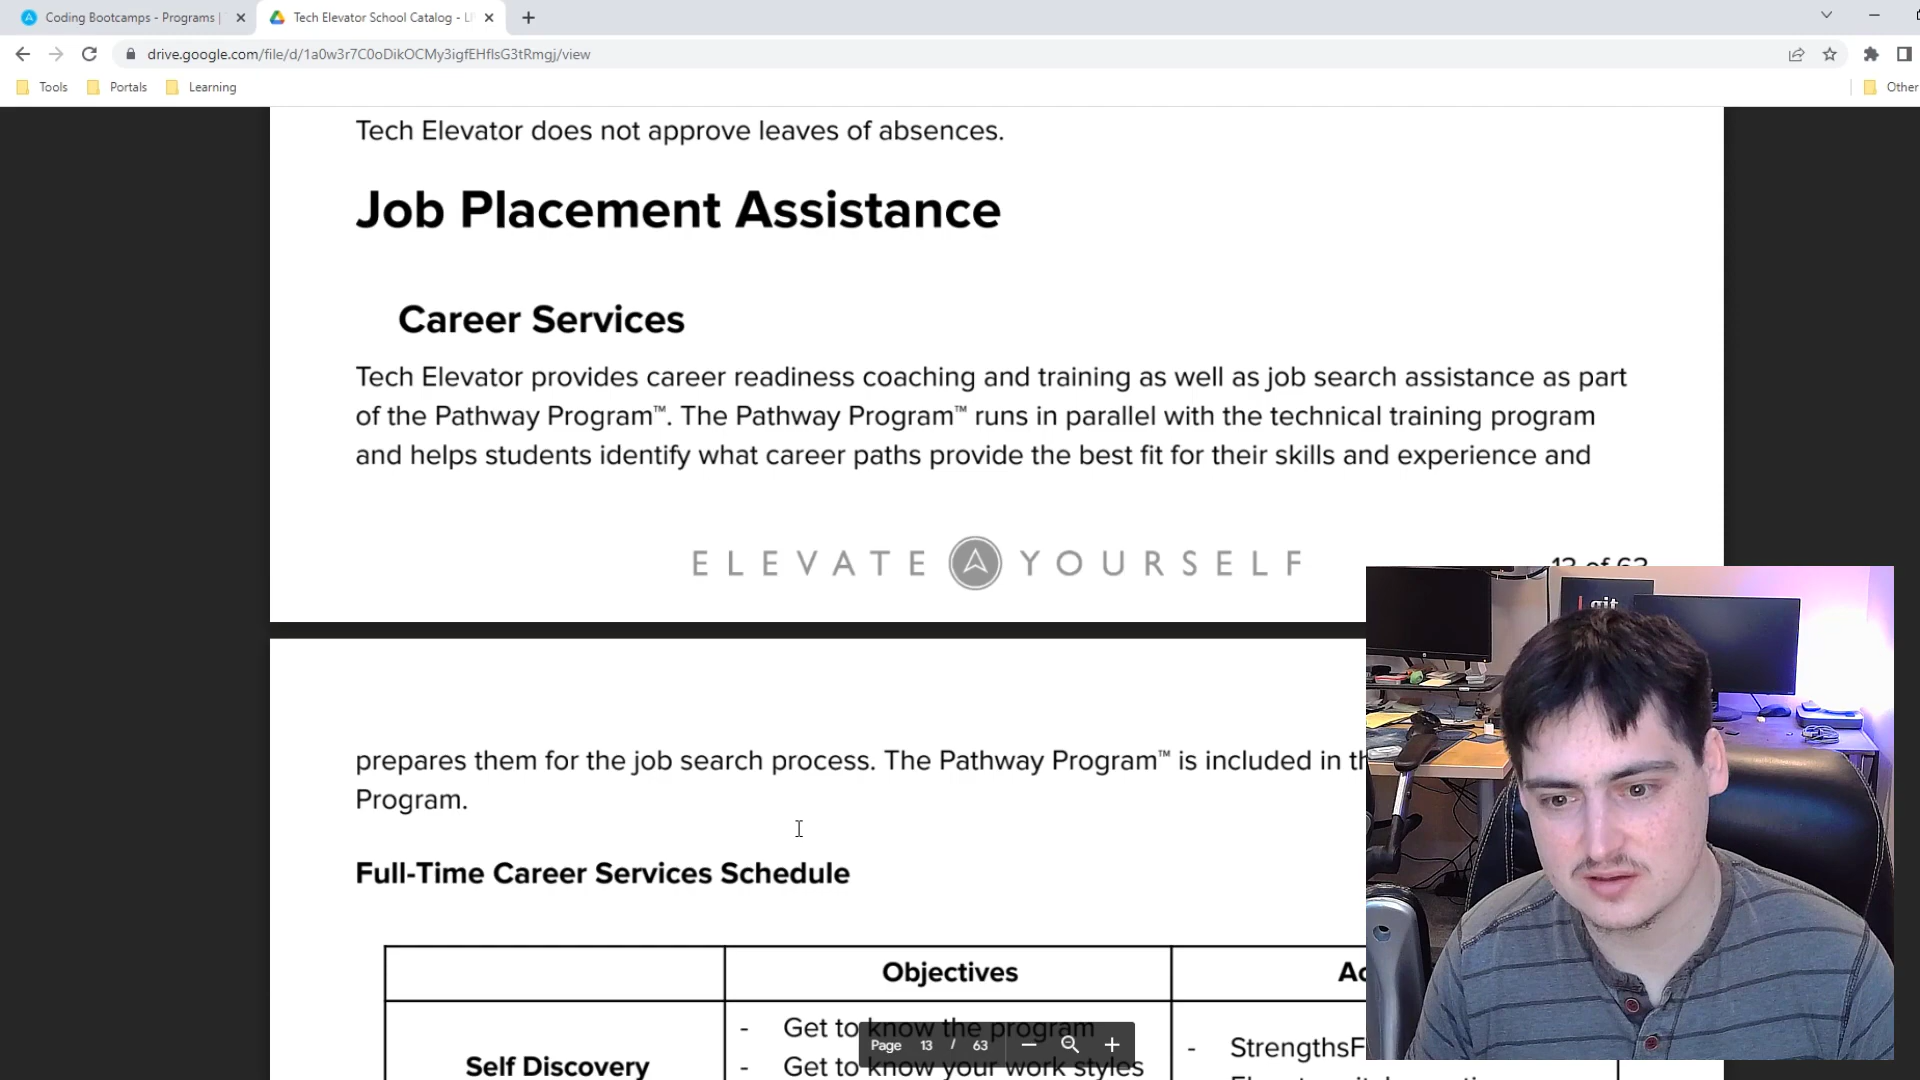 Coding Bootcamps - Programs |
Tech Elevator School Catalog - LI
drive.google.com/file/d/1a0w3r7C0oDikOCMy3igfEHflsG3tRmgj/view
Tools
Portals
Learning
Other
Tech Elevator does not approve leaves of absences.
Job Placement Assistance
Career Services
Tech Elevator provides career readiness coaching and training as well as job search assistance as part
of the Pathway Program™. The Pathway Program™ runs in parallel with the technical training program
and helps students identify what career paths provide the best fit for their skills and experience and
ELEVATE YOURSELF
13 of 63
git
prepares them for the job search process. The Pathway Program™ is included in th
Program.
Full-Time Career Services Schedule
Objectives
Ac
- Get to know the program
Page 13 / 63
Self Discovery
- Get to know your work styles
- StrengthsF